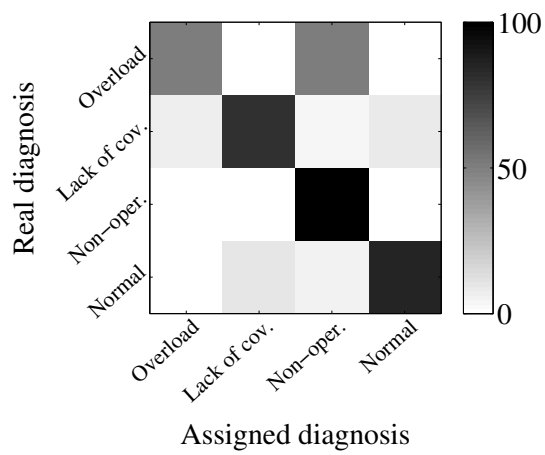 Real diagnosis
Overload
Lack of cov.
Non-oper.
Normal
Overload
Lack of cov.
Non-oper.
Normal
Assigned diagnosis
100
50
0